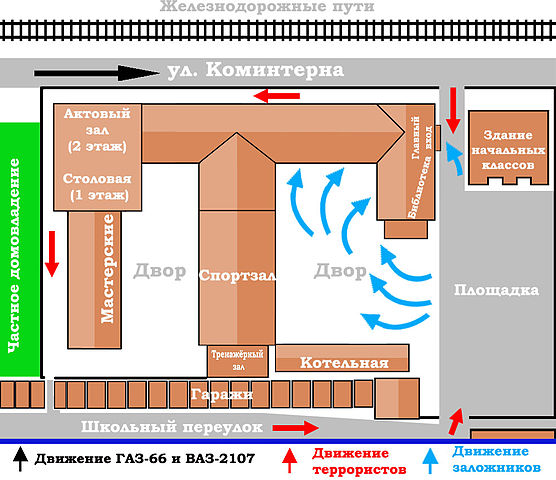 Железнодорожные пути
ул. Коминтерна
Актовый
зал
(2 этаж)
Столовая
(1 этаж)
Главный
вход
Библиотека
Здание
начальных
классов
Частное домовладение
Мастерские
Двор
Спортзал
Двор
Площадка
Тренажёрный
зал
Котельная
Гаражи
Школьный переулок
Движение ГАЗ-66 и ВАЗ-2107
Движение
террористов
Движение
заложников